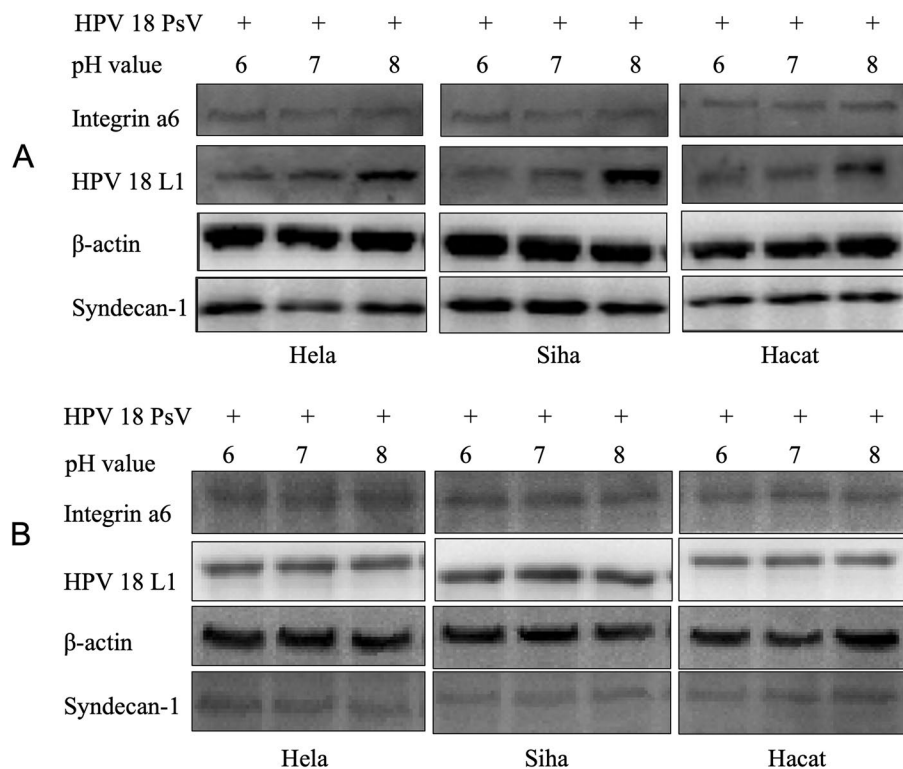 HPV 18 PsV + + + + + + + + +
pH value 6 7 8 6 7 8 6 7 8
Integrin a6
A
HPV 18 L1
β-actin
Syndecan-1
Hela Siha Hacat
HPV 18 PsV + + + + + + + + +
pH value 6 7 8 6 7 8 6 7 8
Integrin a6
B
HPV 18 L1
β-actin
Syndecan-1
Hela Siha Hacat